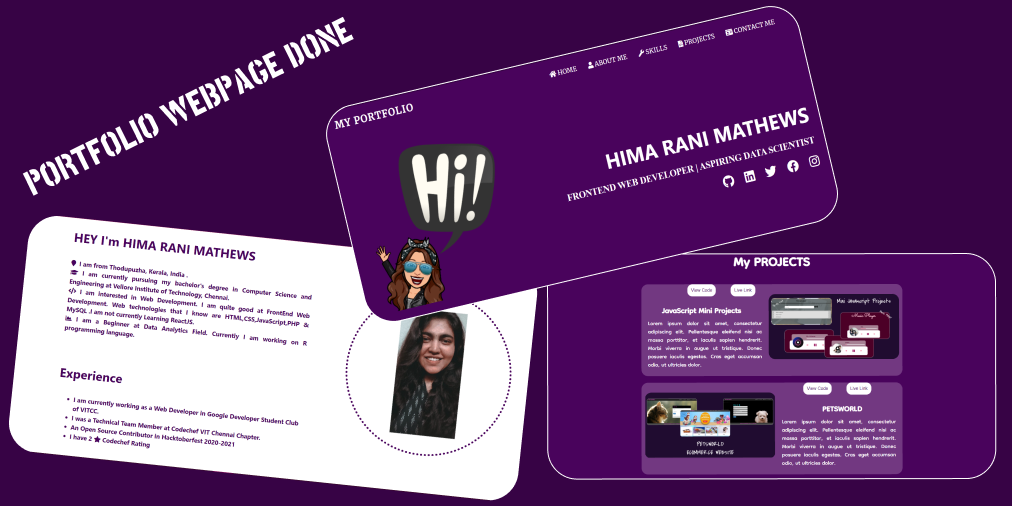 PORTFOLIO WEBPAGE DONE
HOME
ABOUT ME
SKILLS
PROJECTS
CONTACT ME
MY PORTFOLIO
Hi!
HIMA RANI MATHEWS
FRONTEND WEB DEVELOPER | ASPIRING DATA SCIENTIST
HEY I'm HIMA RANI MATHEWS
I am from Thodupuzha, Kerala, India .
I am currently pursuing my bachelor's degree in Computer Science and
Engineering at Vellore Institute of Technology, Chennai.
</> I am interested in Web Development. I am quite good at FrontEnd Web
Development. Web technologies that I know are HTMl,CSS,JavaScript,PHP &
MySQL .I am not currently Learning ReactJS.
I am a Beginner at Data Analytics Field. Currently I am working on R
programming language.
Experience
I am currently working as a Web Developer in Google Developer Student Club
of VITCC.
I was a Technical Team Member at Codechef VIT Chennai Chapter.
An Open Source Contributor in Hacktoberfest 2020-2021
I have 2 ★ Codechef Rating
My PROJECTS
View Code
Live Link
JavaScript Mini Projects
Lorem ipsum dolor sit amet, consectetur
adipiscing elit. Pellentesque eleifend nisi ac
massa porttitor, et iaculis sapien hendrerit.
Morbi viverra in augue ut tristique. Donec
posuere iaculis egestas. Cras eget accumsan
odio, ut ultricies dolor.
Mini Javascript Projects
View Code
Live Link
PETSWORLD
Lorem ipsum dolor sit amet, consectetur
adipiscing elit. Pellentesque eleifend nisi ac
massa porttitor, et iaculis sapien hendrerit.
Morbi viverra in augue ut tristique. Donec
posuere iaculis egestas. Cras eget accumsan
odio, ut ultricies dolor.
PETSWORLD
ECOMMERCE WEBSITE